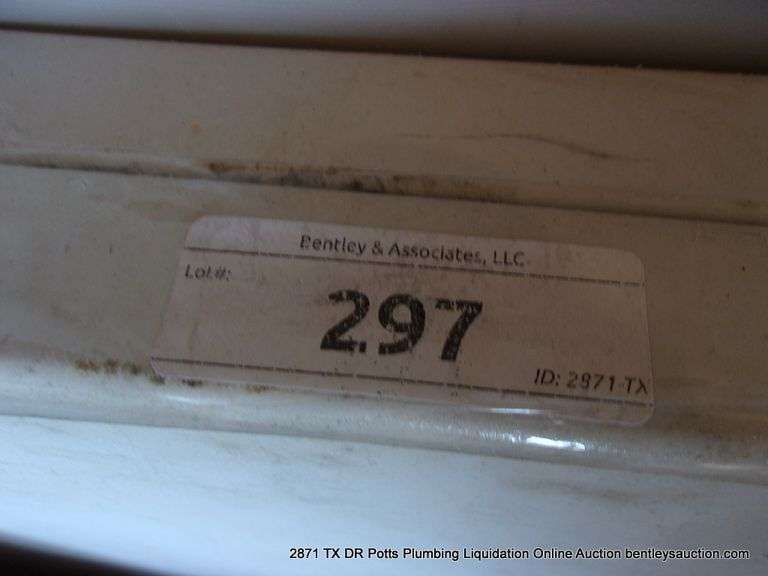 Bentley & Associates, LLC
Lot #:
297
ID: 2871-TX
2871 TX DR Potts Plumbing Liquidation Online Auction bentleysauction.com